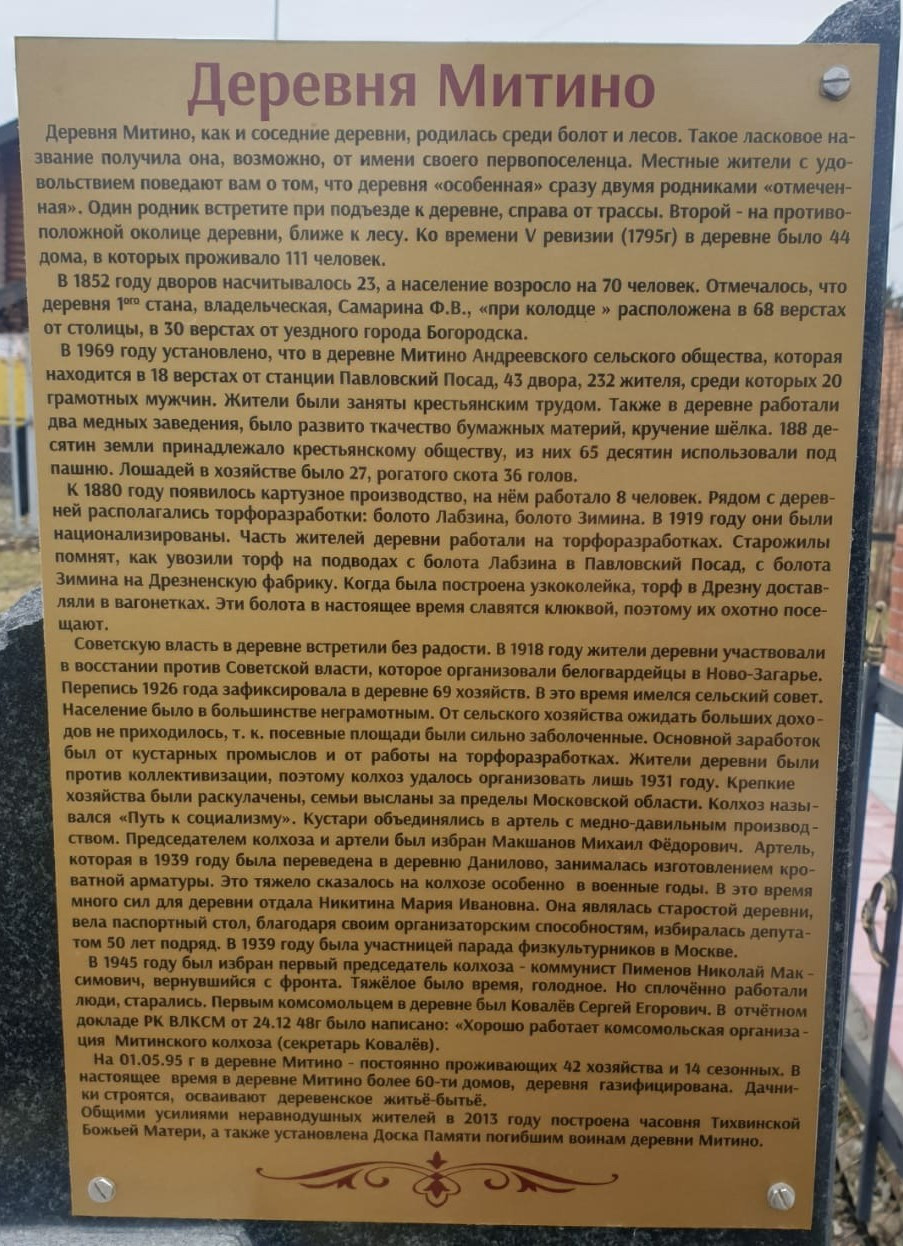 Деревня Митино
Деревня Митино, как и соседние деревни, родилась среди болот и лесов. Такое ласковое на-
звание получила она, возможно, от имени своего первопоселенца. Местные жители с удо-
вольствием поведают вам о том, что деревня «особенная» сразу двумя родниками «отмечен-
ная». Один родник встретите при подъезде к деревне, справа от трассы. Второй - на противо-
положной околице деревни, ближе к лесу. Ко времени V ревизии (1795г) в деревне было 44
дома, в которых проживало 111 человек.
В 1852 году дворов насчитывалось 23, а население возросло на 70 человек. Отмечалось, что
деревня 1ого стана, владельческая, Самарина Ф.В., «при колодце » расположена в 68 верстах
от столицы, в 30 верстах от уездного города Богородска.
В 1969 году установлено, что в деревне Митино Андреевского сельского общества, которая
находится в 18 верстах от станции Павловский Посад, 43 двора, 232 жителя, среди которых 20
грамотных мужчин. Жители были заняты крестьянским трудом. Также в деревне работали
два медных заведения, было развито ткачество бумажных материй, кручение шёлка. 188 де-
сятин земли принадлежало крестьянскому обществу, из них 65 десятин использовали под
пашню. Лошадей в хозяйстве было 27, рогатого скота 36 голов.
К 1880 году появилось картузное производство, на нём работало 8 человек. Рядом с дерев-
ней располагались торфоразработки: болото Лабзина, болото Зимина. В 1919 году они были
национализированы. Часть жителей деревни работали на торфоразработках. Старожилы
помнят, как увозили торф на подводах с болота Лабзина в Павловский Посад, с болота
Зимина на Дрезненскую фабрику. Когда была построена узкоколейка, торф в Дрезну достав-
ляли в вагонетках. Эти болота в настоящее время славятся клюквой, поэтому их охотно посе-
щают.
Советскую власть в деревне встретили без радости. В 1918 году жители деревни участвовали
в восстании против Советской власти, которое организовали белогвардейцы в Ново-Загарье.
Перепись 1926 года зафиксировала в деревне 69 хозяйств. В это время имелся сельский совет.
Население было в большинстве неграмотным. От сельского хозяйства ожидать больших дохо-
дов не приходилось, т. к. посевные площади были сильно заболоченные. Основной заработок
был от кустарных промыслов и от работы на торфоразработках. Жители деревни были
против коллективизации, поэтому колхоз удалось организовать лишь 1931 году. Крепкие
хозяйства были раскулачены, семьи высланы за пределы Московской области. Колхоз назы-
вался «Путь к социализму». Кустари объединялись в артель с медно-давильным производ-
ством. Председателем колхоза и артели был избран Макшанов Михаил Фёдорович. Артель,
которая в 1939 году была переведена в деревню Данилово, занималась изготовлением кро-
ватной арматуры. Это тяжело сказалось на колхозе особенно в военные годы. В это время
много сил для деревни отдала Никитина Мария Ивановна. Она являлась старостой деревни,
вела паспортный стол, благодаря своим организаторским способностям, избиралась депута-
том 50 лет подряд. В 1939 году была участницей парада физкультурников в Москве.
В 1945 году был избран первый председатель колхоза - коммунист Пименов Николай Мак-
симович, вернувшийся с фронта. Тяжёлое было время, голодное. Но сплочённо работали
люди, старались. Первым комсомольцем в деревне был Ковалёв Сергей Егорович. В отчётном
докладе РК ВЛКСМ от 24.12 48г было написано: «Хорошо работает комсомольская организа-
ция Митинского колхоза (секретарь Ковалёв).
На 01.05.95 г в деревне Митино - постоянно проживающих 42 хозяйства и 14 сезонных. В
настоящее время в деревне Митино более 60-ти домов, деревня газифицирована. Дачни-
ки строятся, осваивают деревенское житьё-бытьё.
Общими усилиями неравнодушных жителей в 2013 году построена часовня Тихвинской
Божьей Матери, а также установлена Доска Памяти погибшим воинам деревни Митино.